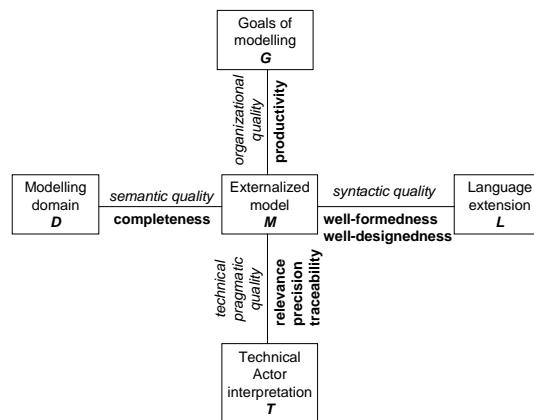 Goals of
modelling
G
organizational
quality
productivity
Modelling
domain
D
semantic quality
completeness
Externalized
model
M
syntactic quality
well-formedness
well-designedness
Language
extension
L
technical
pragmatic
quality
relevance
precision
traceability
Technical
Actor
interpretation
T